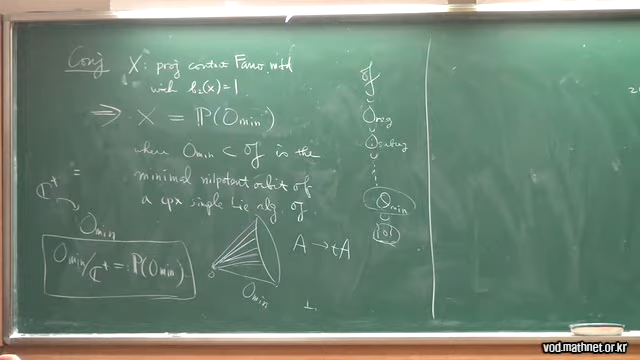 Conj X: proj contact Fano mfd
with b₂(X)=1
⇒ X = ℙ(O_min)
where O_min ⊂ 𝔤 is the
minimal nilpotent orbit of
a cpx simple Lie alg. 𝔤
ℂ*
O_min
O_min/ℂ* =: ℙ(O_min)
0
O_min
A → tA
𝔤
∪
O_reg
∪
O_subreg
∪
O_min
∪
{0}
vod.mathnet.or.kr